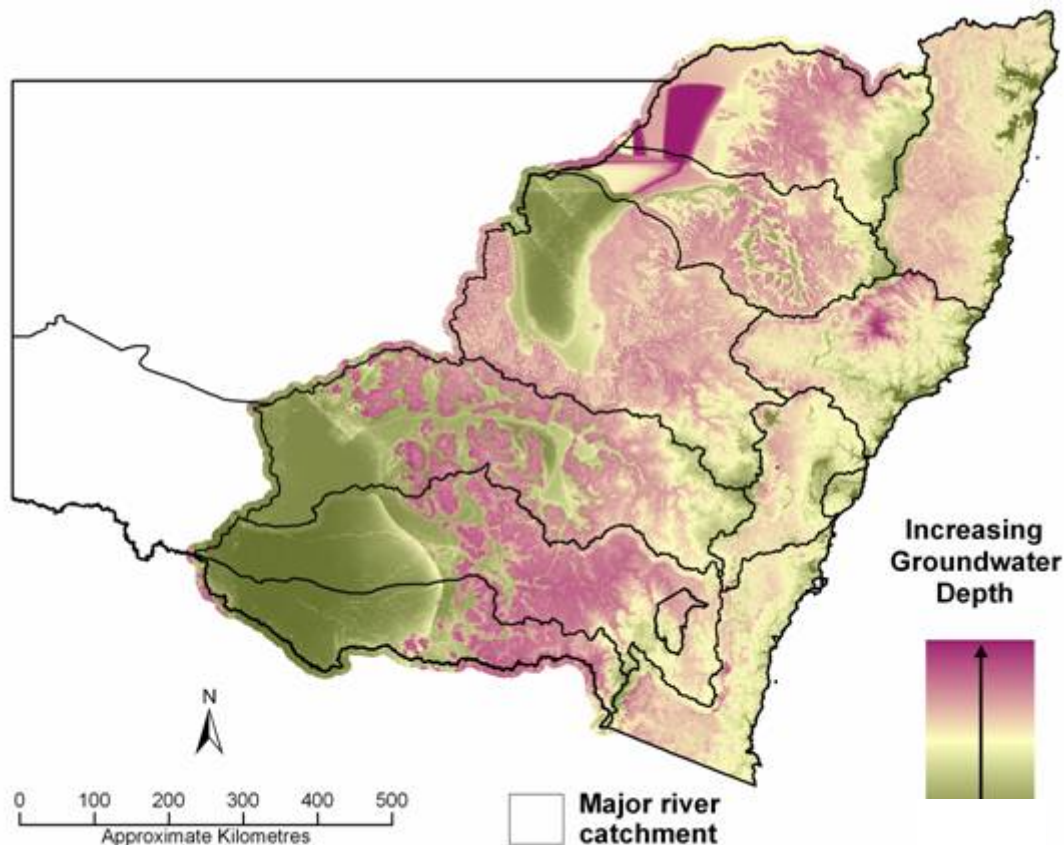 Increasing
Groundwater
Depth
N
0 100 200 300 400 500
Approximate Kilometres
Major river
catchment